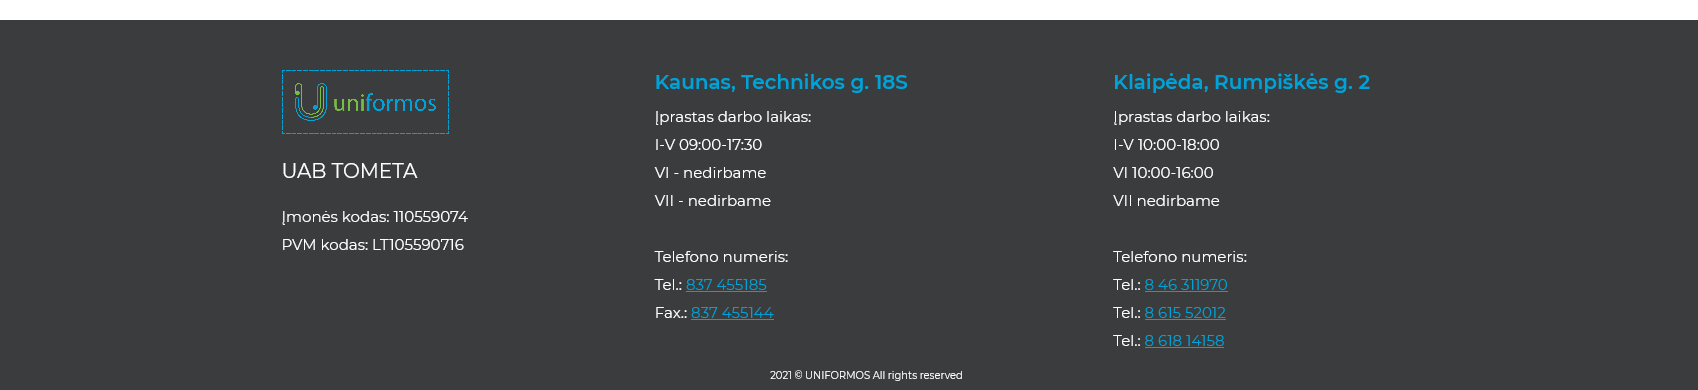 uniformos
UAB TOMETA
Įmonės kodas: 110559074
PVM kodas: LT105590716
Kaunas, Technikos g. 18S
Įprastas darbo laikas:
I-V 09:00-17:30
VI - nedirbame
VII - nedirbame
Telefono numeris:
Tel.: 837 455185
Fax.: 837 455144
Klaipėda, Rumpiškės g. 2
Įprastas darbo laikas:
I-V 10:00-18:00
VI 10:00-16:00
VII nedirbame
Telefono numeris:
Tel.: 8 46 311970
Tel.: 8 615 52012
Tel.: 8 618 14158
2021 © UNIFORMOS All rights reserved